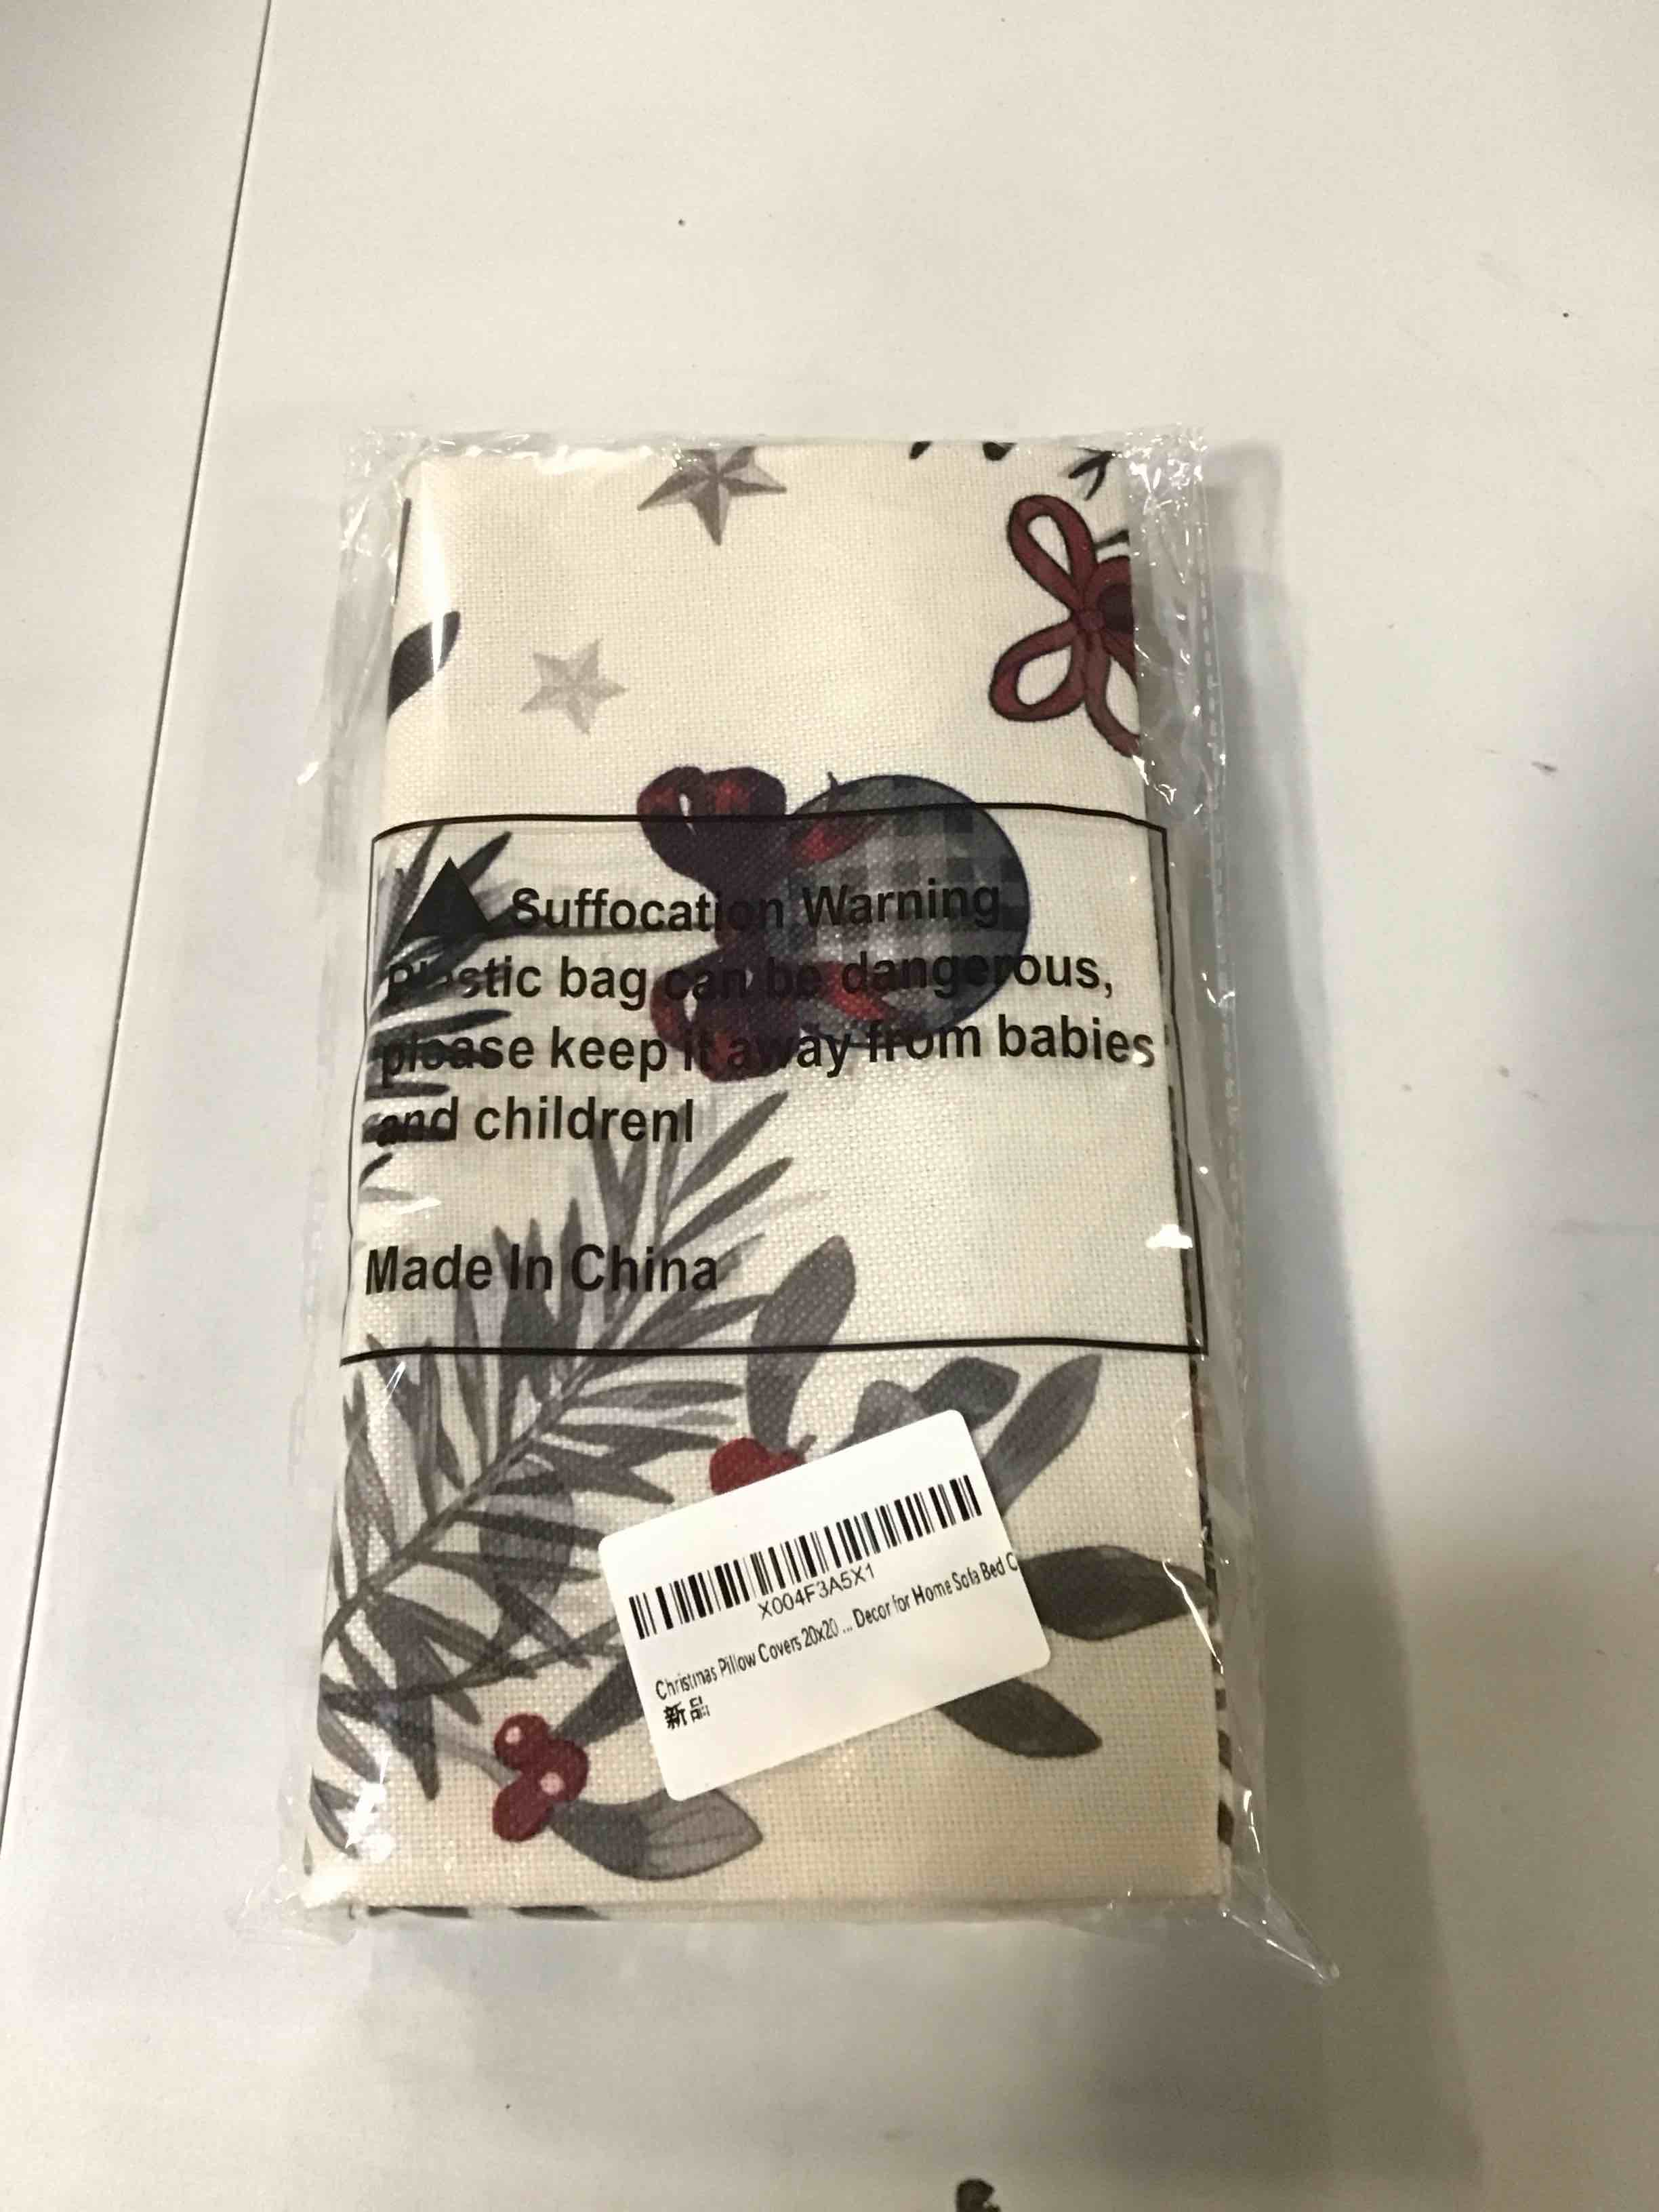 Suffocation Warning
Plastic bag can be dangerous,
please keep it away from babies
and childrenl
Made In China
X004F3A5X1
Christmas Pillow Covers 20x20 ... Decor for Home Sofa Bed C
新品